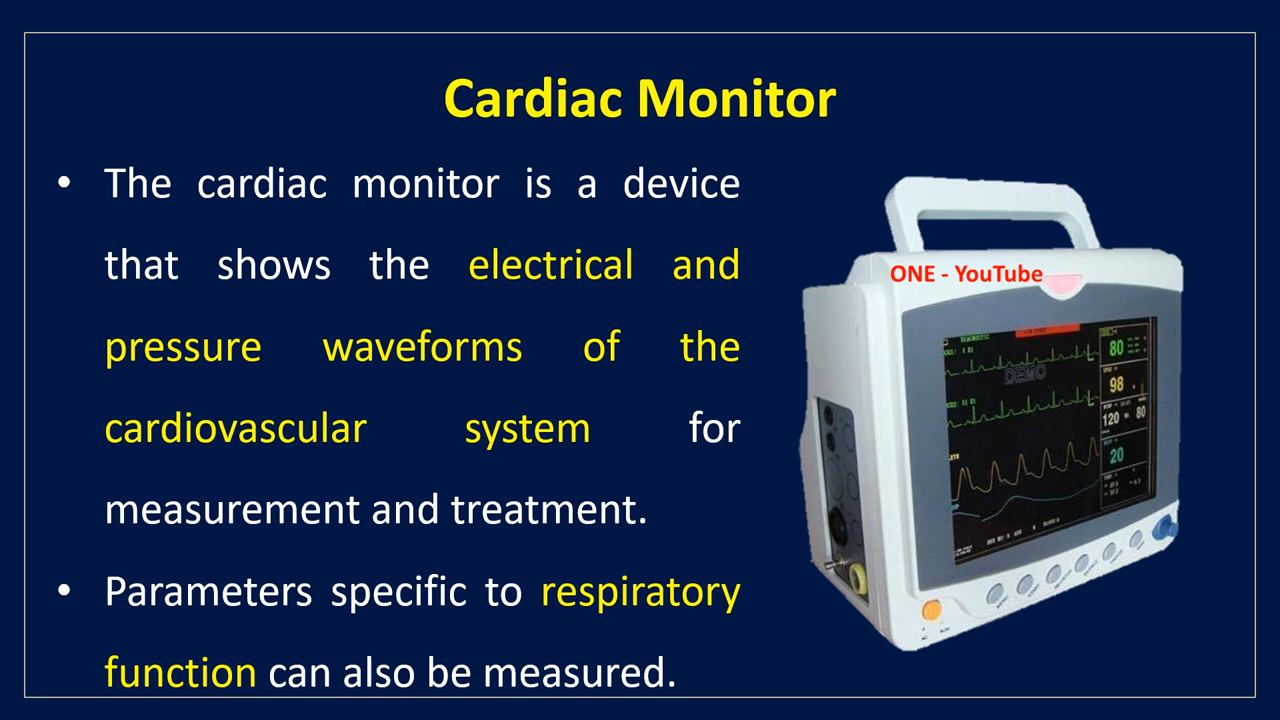 Cardiac Monitor
• The cardiac monitor is a device
that shows the electrical and
pressure waveforms of the
cardiovascular system for
measurement and treatment.
• Parameters specific to respiratory
function can also be measured.
ONE - YouTube
DIAGNOSTIC
DEMO
80
98
120
80
20